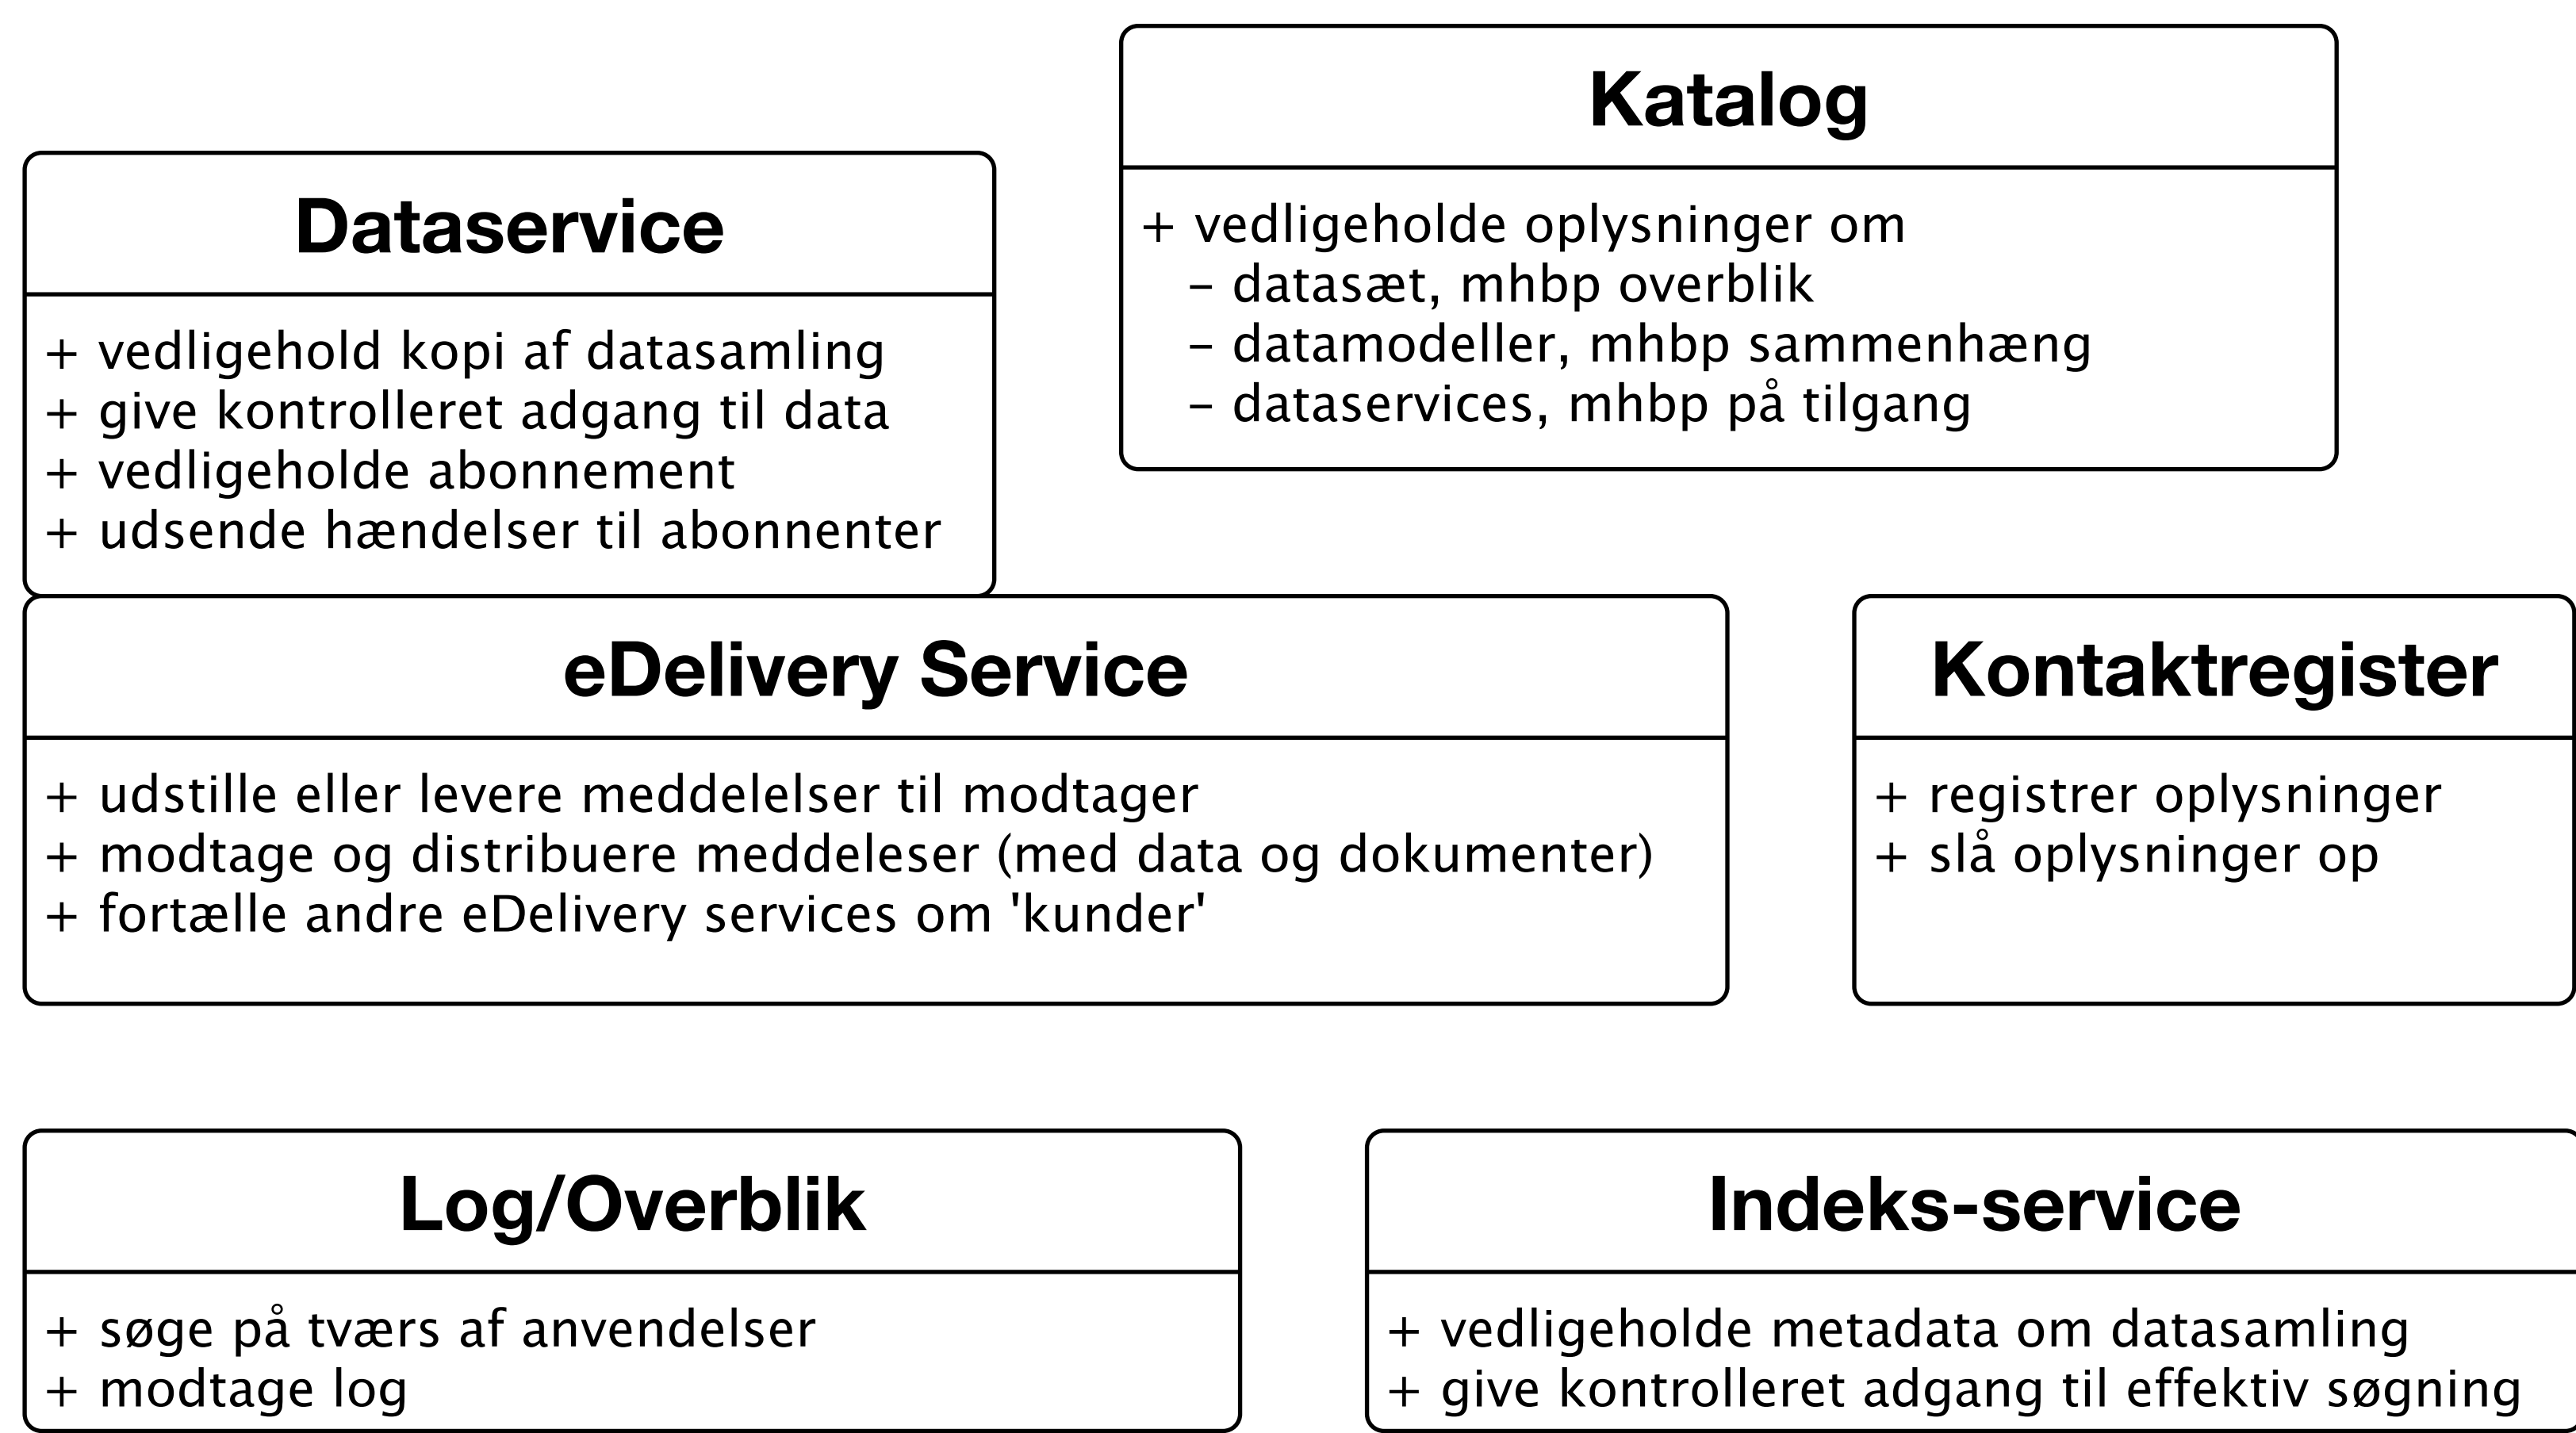 Dataservice
+ vedligehold kopi af datasamling
+ give kontrolleret adgang til data
+ vedligeholde abonnement
+ udsende hændelser til abonnenter
Katalog
+ vedligeholde oplysninger om
– datasæt, mhbp overblik
– datamodeller, mhbp sammenhæng
– dataservices, mhbp på tilgang
eDelivery Service
+ udstille eller levere meddelelser til modtager
+ modtage og distribuere meddeleser (med data og dokumenter)
+ fortælle andre eDelivery services om 'kunder'
Kontaktregister
+ registrer oplysninger
+ slå oplysninger op
Log/Overblik
+ søge på tværs af anvendelser
+ modtage log
Indeks-service
+ vedligeholde metadata om datasamling
+ give kontrolleret adgang til effektiv søgning